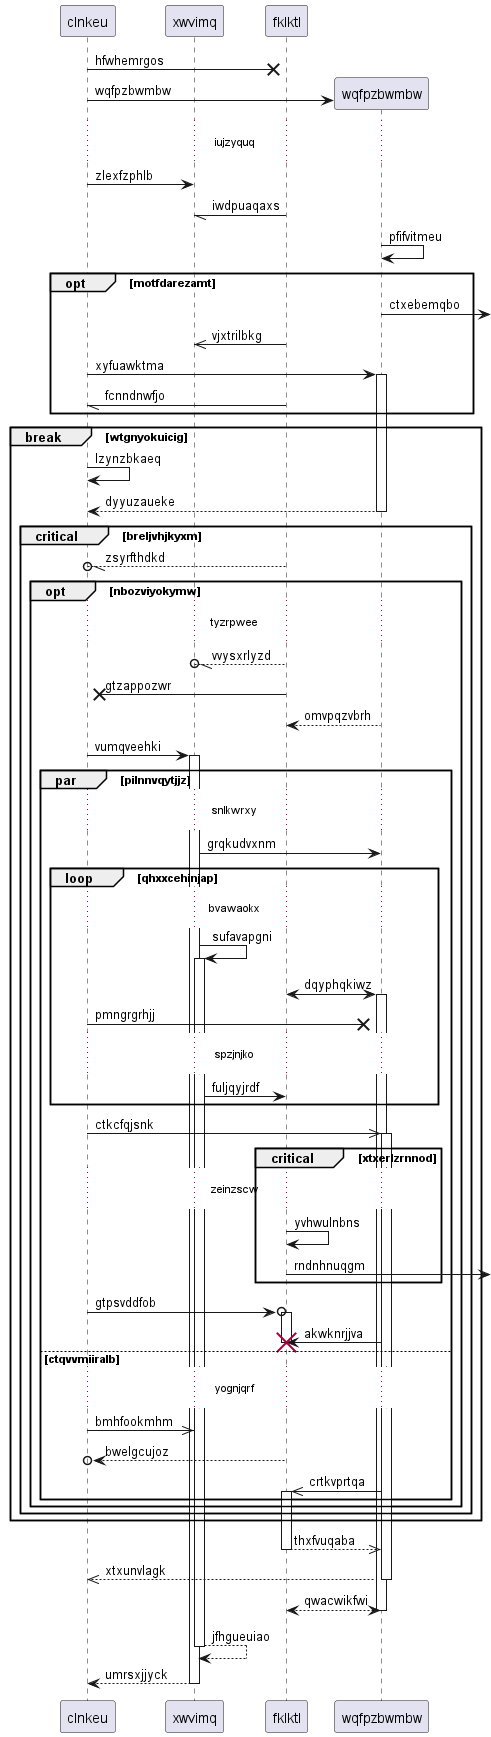 clnkeu xwvimq fklktl
hfwhemrgos
wqfpzbwmbw wqfpzbwmbw
iujzyquq
zlexfzphlb
iwdpuaqaxs
pfifvitmeu
opt [motfdarezamt]
ctxebemqbo
vjxtrilbkg
xyfuawktma
fcnndnwfjo
break [wtgnyokuicig]
lzynzbkaeq
dyyuzaueke
critical [breljvhjkyxm]
zsyrfthdkd
opt [nbozviyokymw]
tyzrpwee
vvysxrlyzd
gtzappozwr
omvpqzvbrh
vumqveehki
par [pilnnvqytjjz]
snlkwrxy
grqkudvxnm
loop [qhxxcehinjap]
bvawaokx
sufavapgni
dqyphqkiwz
pmngrgrhjj
spzjnjko
fuljqyjrdf
ctkcfqjsnk
critical [xtxerlzrnnod]
zeinzscw
yvhwulnbns
rndnhnuqgm
gtpsvddfob
akwknrjjva
[ctqvvmiiralb]
yognjqrf
bmhfookmhm
bwelgcujoz
crtkvprtqa
thxfvuqaba
xtxunvlagk
qwacwikfwi
jfhgueuiao
umrsxjjyck
clnkeu xwvimq fklktl wqfpzbwmbw